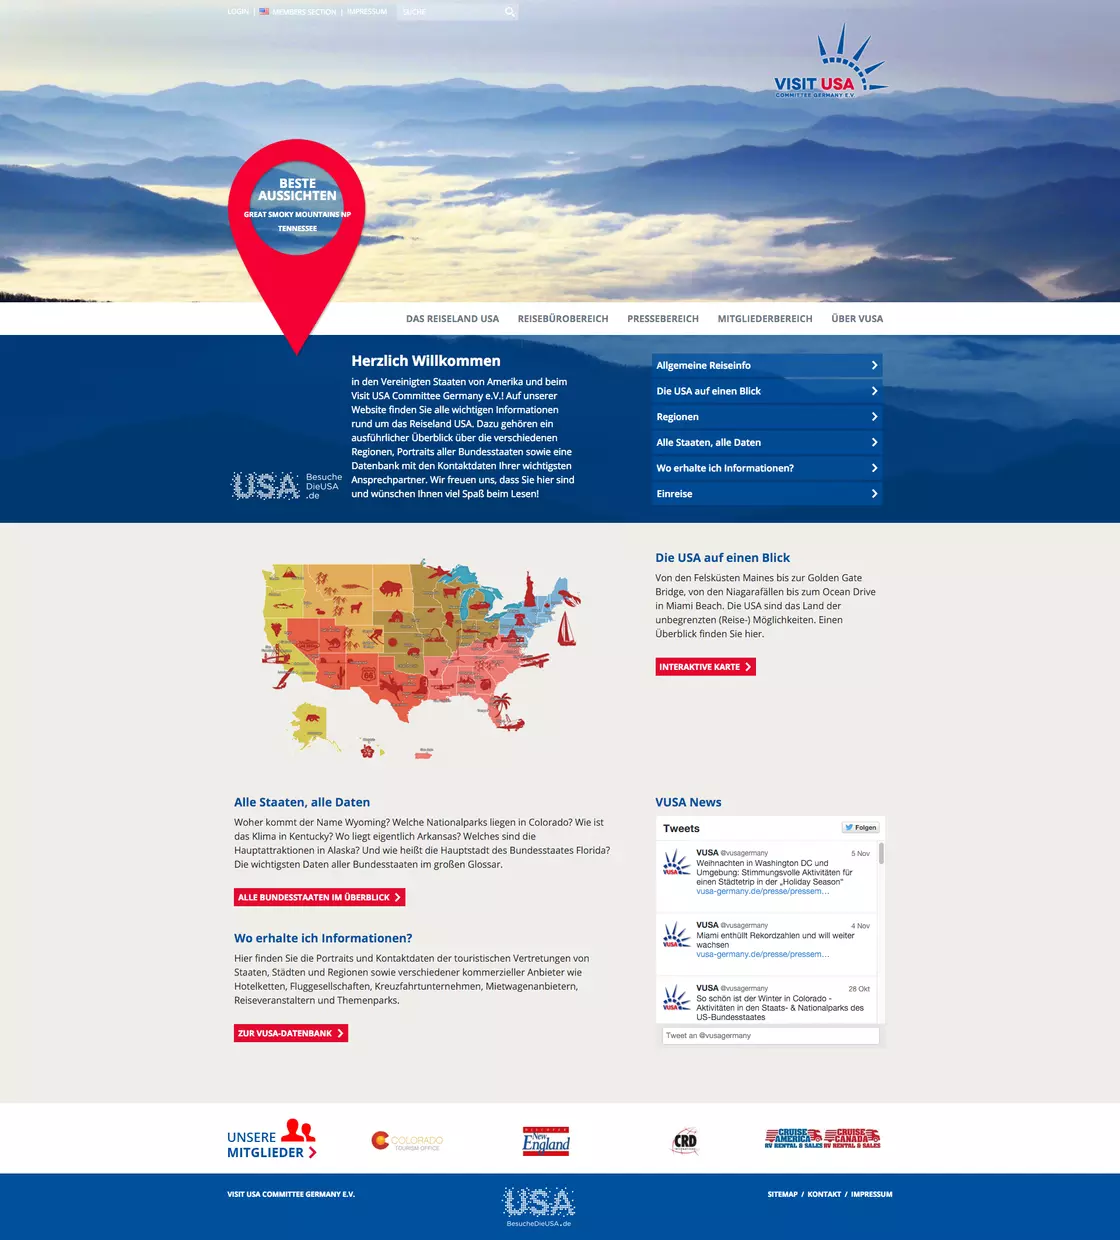 LOGIN | MEMBERS SECTION | IMPRESSUM
SUCHE
VISIT USA
COMMITTEE GERMANY E.V.
BESTE
AUSSICHTEN
GREAT SMOKY MOUNTAINS NP
TENNESSEE
DAS REISELAND USA REISEBÜROBEREICH PRESSEBEREICH MITGLIEDERBEREICH ÜBER VUSA
Herzlich Willkommen
in den Vereinigten Staaten von Amerika und beim
Visit USA Committee Germany e.V.! Auf unserer
Website finden Sie alle wichtigen Informationen
rund um das Reiseland USA. Dazu gehören ein
ausführlicher Überblick über die verschiedenen
Regionen, Portraits aller Bundesstaaten sowie eine
Datenbank mit den Kontaktdaten Ihrer wichtigsten
Ansprechpartner. Wir freuen uns, dass Sie hier sind
und wünschen Ihnen viel Spaß beim Lesen!
USA
Besuche
DieUSA
.de
Allgemeine Reiseinfo
Die USA auf einen Blick
Regionen
Alle Staaten, alle Daten
Wo erhalte ich Informationen?
Einreise
66
Die USA auf einen Blick
Von den Felsküsten Maines bis zur Golden Gate
Bridge, von den Niagarafällen bis zum Ocean Drive
in Miami Beach. Die USA sind das Land der
unbegrenzten (Reise-) Möglichkeiten. Einen
Überblick finden Sie hier.
INTERAKTIVE KARTE
Alle Staaten, alle Daten
Woher kommt der Name Wyoming? Welche Nationalparks liegen in Colorado? Wie ist
das Klima in Kentucky? Wo liegt eigentlich Arkansas? Welches sind die
Hauptattraktionen in Alaska? Und wie heißt die Hauptstadt des Bundesstaates Florida?
Die wichtigsten Daten aller Bundesstaaten im großen Glossar.
ALLE BUNDESSTAATEN IM ÜBERBLICK
Wo erhalte ich Informationen?
Hier finden Sie die Portraits und Kontaktdaten der touristischen Vertretungen von
Staaten, Städten und Regionen sowie verschiedener kommerzieller Anbieter wie
Hotelketten, Fluggesellschaften, Kreuzfahrtunternehmen, Mietwagenanbietern,
Reiseveranstaltern und Themenparks.
ZUR VUSA-DATENBANK
VUSA News
Tweets
Folgen
VUSA @vusagermany 5 Nov
Weihnachten in Washington DC und
Umgebung: Stimmungsvolle Aktivitäten für
einen Städtetrip in der „Holiday Season“
vusa-germany.de/presse/pressem…
VUSA
VUSA @vusagermany 4 Nov
Miami enthüllt Rekordzahlen und will weiter
wachsen
vusa-germany.de/presse/pressem…
VUSA
VUSA @vusagermany 28 Okt
So schön ist der Winter in Colorado -
Aktivitäten in den Staats- & Nationalparks des
US-Bundesstaates
VUSA
Tweet an @vusagermany
UNSERE
MITGLIEDER
COLORADO
TOURISM OFFICE
DISCOVER
New
England
CRD
CRUISE
AMERICA
RV RENTAL & SALES
CRUISE
CANADA
RV RENTAL & SALES
VISIT USA COMMITTEE GERMANY E.V.
USA
BesucheDieUSA.de
SITEMAP / KONTAKT / IMPRESSUM